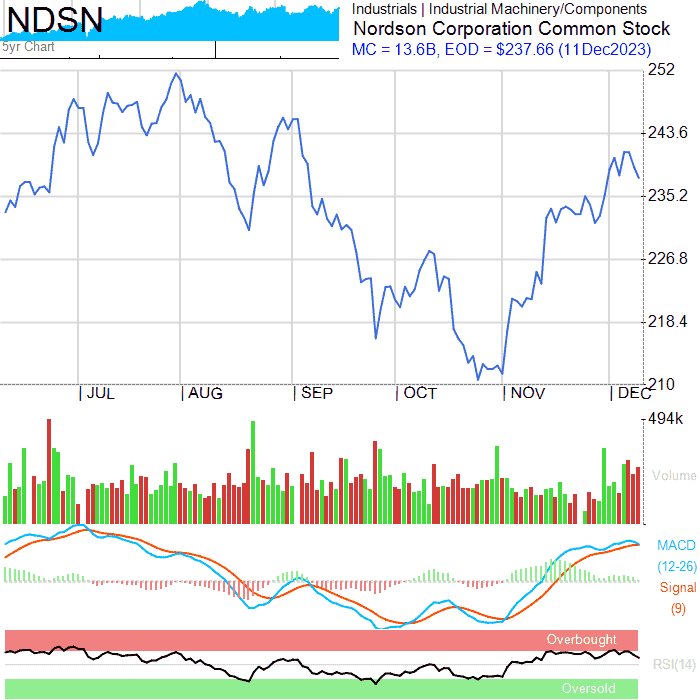 NDSN
5yr Chart
Industrials | Industrial Machinery/Components
Nordson Corporation Common Stock
MC = 13.6B, EOD = $237.66 (11Dec2023)
252
243.6
235.2
226.8
218.4
210
JUL
AUG
SEP
OCT
NOV
DEC
494k
Volume
MACD
(12-26)
Signal
(9)
Overbought
RSI(14)
Oversold